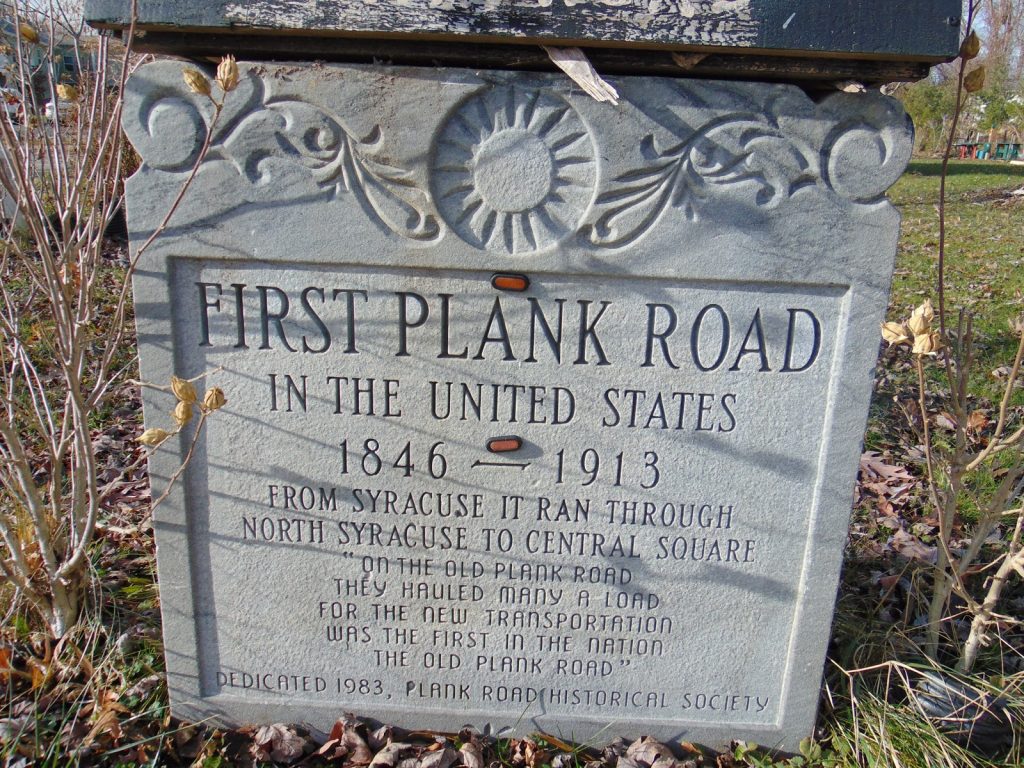 FIRST PLANK ROAD
IN THE UNITED STATES
1846 — 1913
FROM SYRACUSE IT RAN THROUGH
NORTH SYRACUSE TO CENTRAL SQUARE
"ON THE OLD PLANK ROAD
THEY HAULED MANY A LOAD
FOR THE NEW TRANSPORTATION
WAS THE FIRST IN THE NATION
THE OLD PLANK ROAD"
DEDICATED 1983, PLANK ROAD HISTORICAL SOCIETY